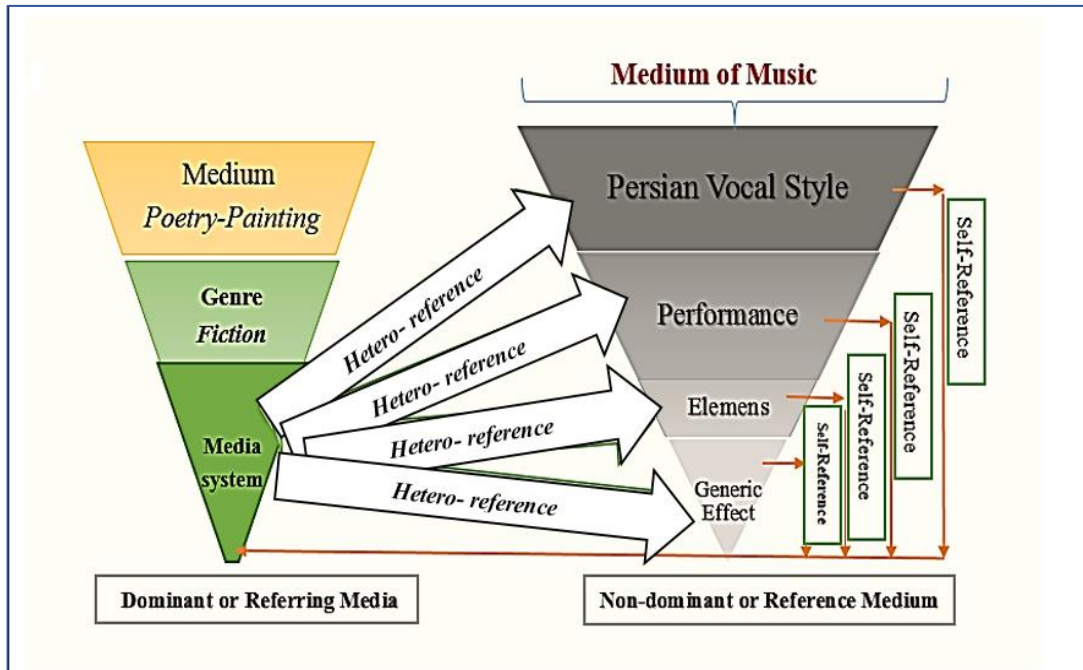 Medium of Music
Medium
Poetry-Painting
Genre
Fiction
Media
system
Hetero- reference
Hetero- reference
Hetero- reference
Hetero- reference
Persian Vocal Style
Performance
Elemens
Generic
Effect
Self-Reference
Self-Reference
Self-Reference
Self-Reference
Dominant or Referring Media
Non-dominant or Reference Medium